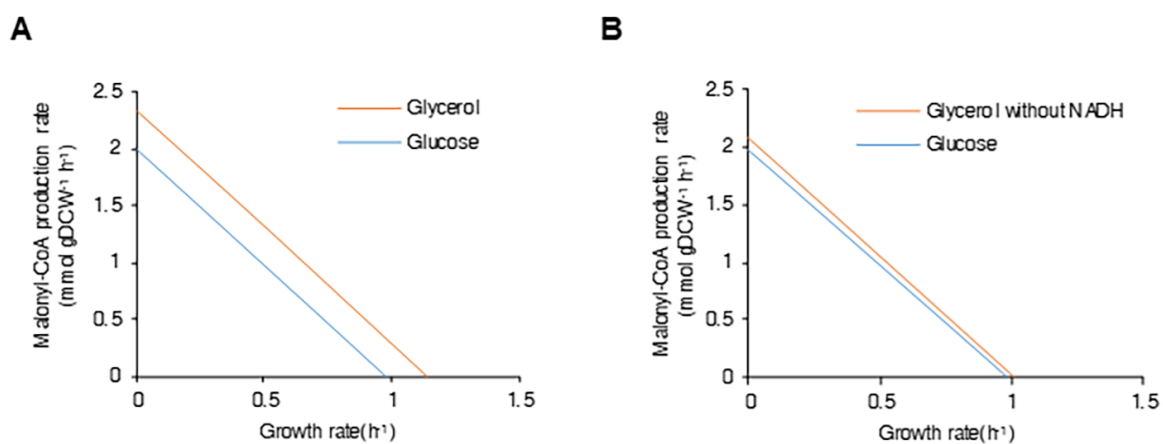 A
Malonyl-CoA production rate
(mmol gDCW⁻¹ h⁻¹)
2.5
2
1.5
1
0.5
0
Glycerol
Glucose
0
0.5
1
1.5
Growth rate(h⁻¹)
B
Malonyl-CoA production rate
(mmol gDCW⁻¹ h⁻¹)
2.5
2
1.5
1
0.5
0
Glycerol without NADH
Glucose
0
0.5
1
1.5
Growth rate(h⁻¹)